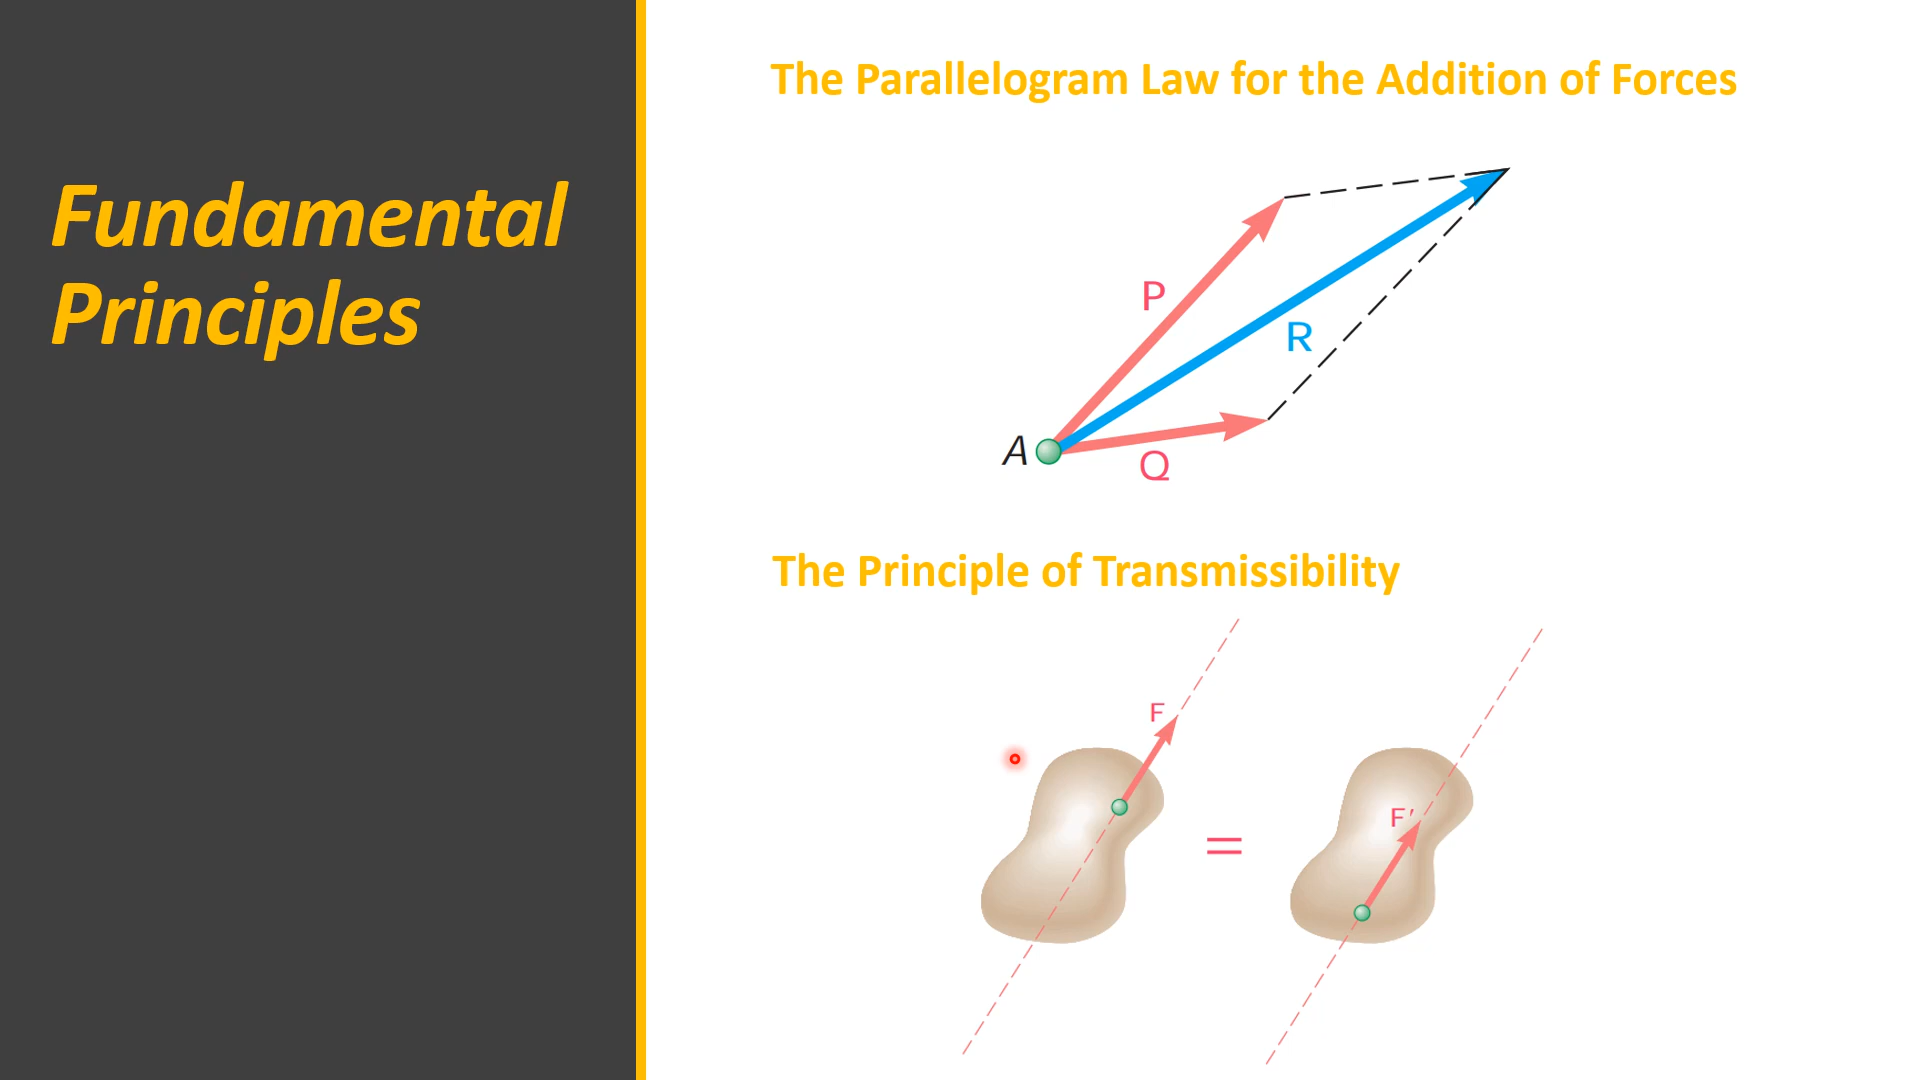 Fundamental
Principles
The Parallelogram Law for the Addition of Forces
P
R
A
Q
The Principle of Transmissibility
F
F′
=